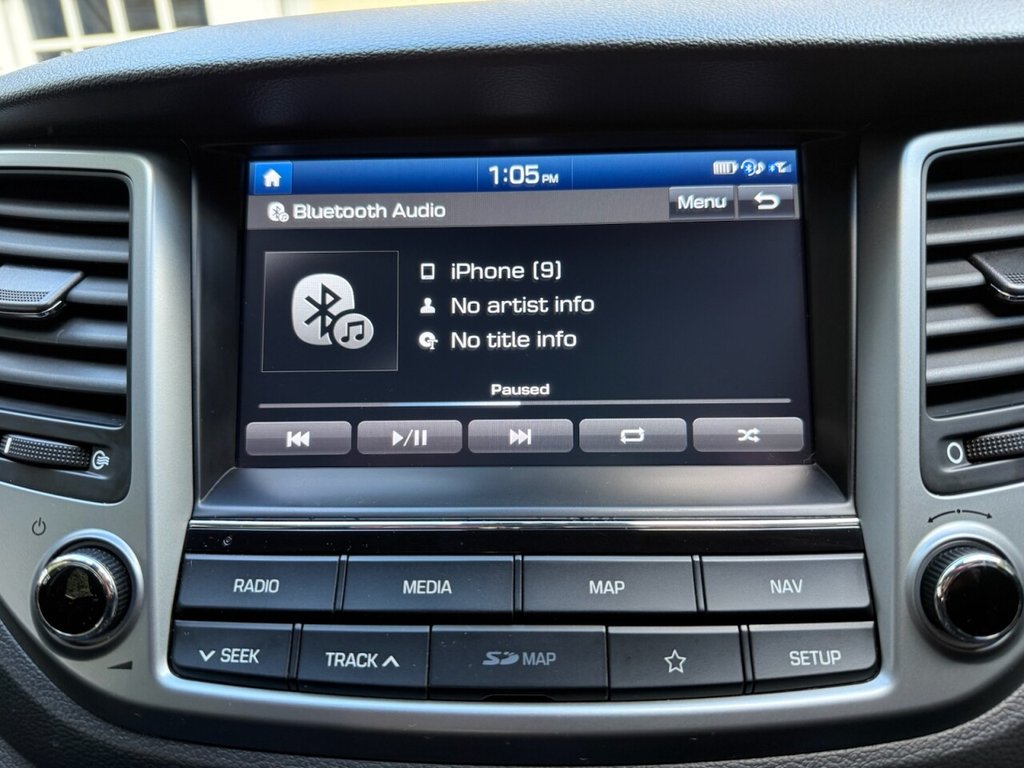 1:05 PM
Bluetooth Audio
Menu
iPhone (9)
No artist info
No title info
Paused
RADIO
MEDIA
MAP
NAV
SEEK
TRACK
SD MAP
SETUP